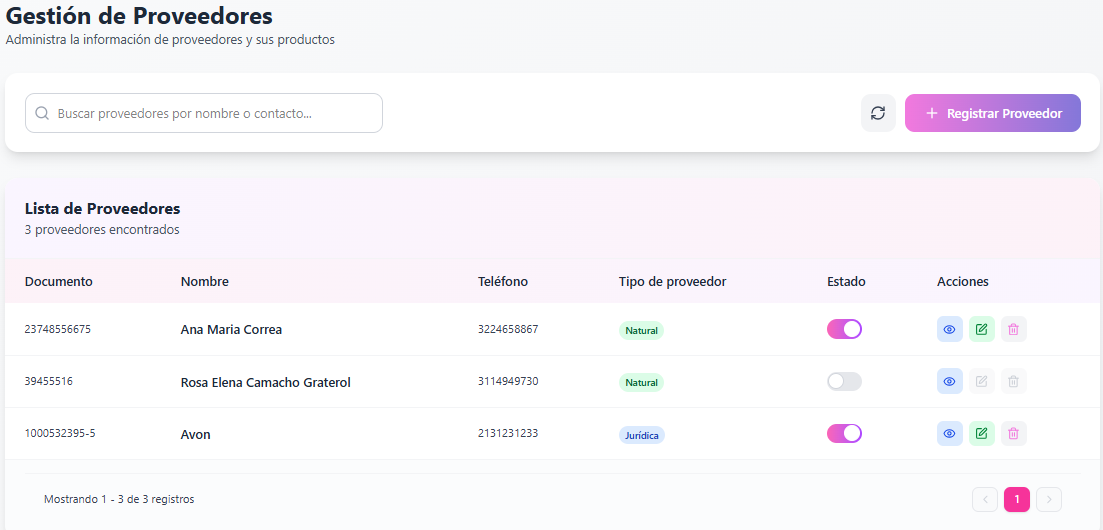 Gestión de Proveedores
Administra la información de proveedores y sus productos
Buscar proveedores por nombre o contacto...
+ Registrar Proveedor
Lista de Proveedores
3 proveedores encontrados
Documento Nombre Teléfono Tipo de proveedor Estado Acciones
23748556675 Ana Maria Correa 3224658867 Natural
39455516 Rosa Elena Camacho Graterol 3114949730 Natural
1000532395-5 Avon 2131231233 Jurídica
Mostrando 1 - 3 de 3 registros < 1 >